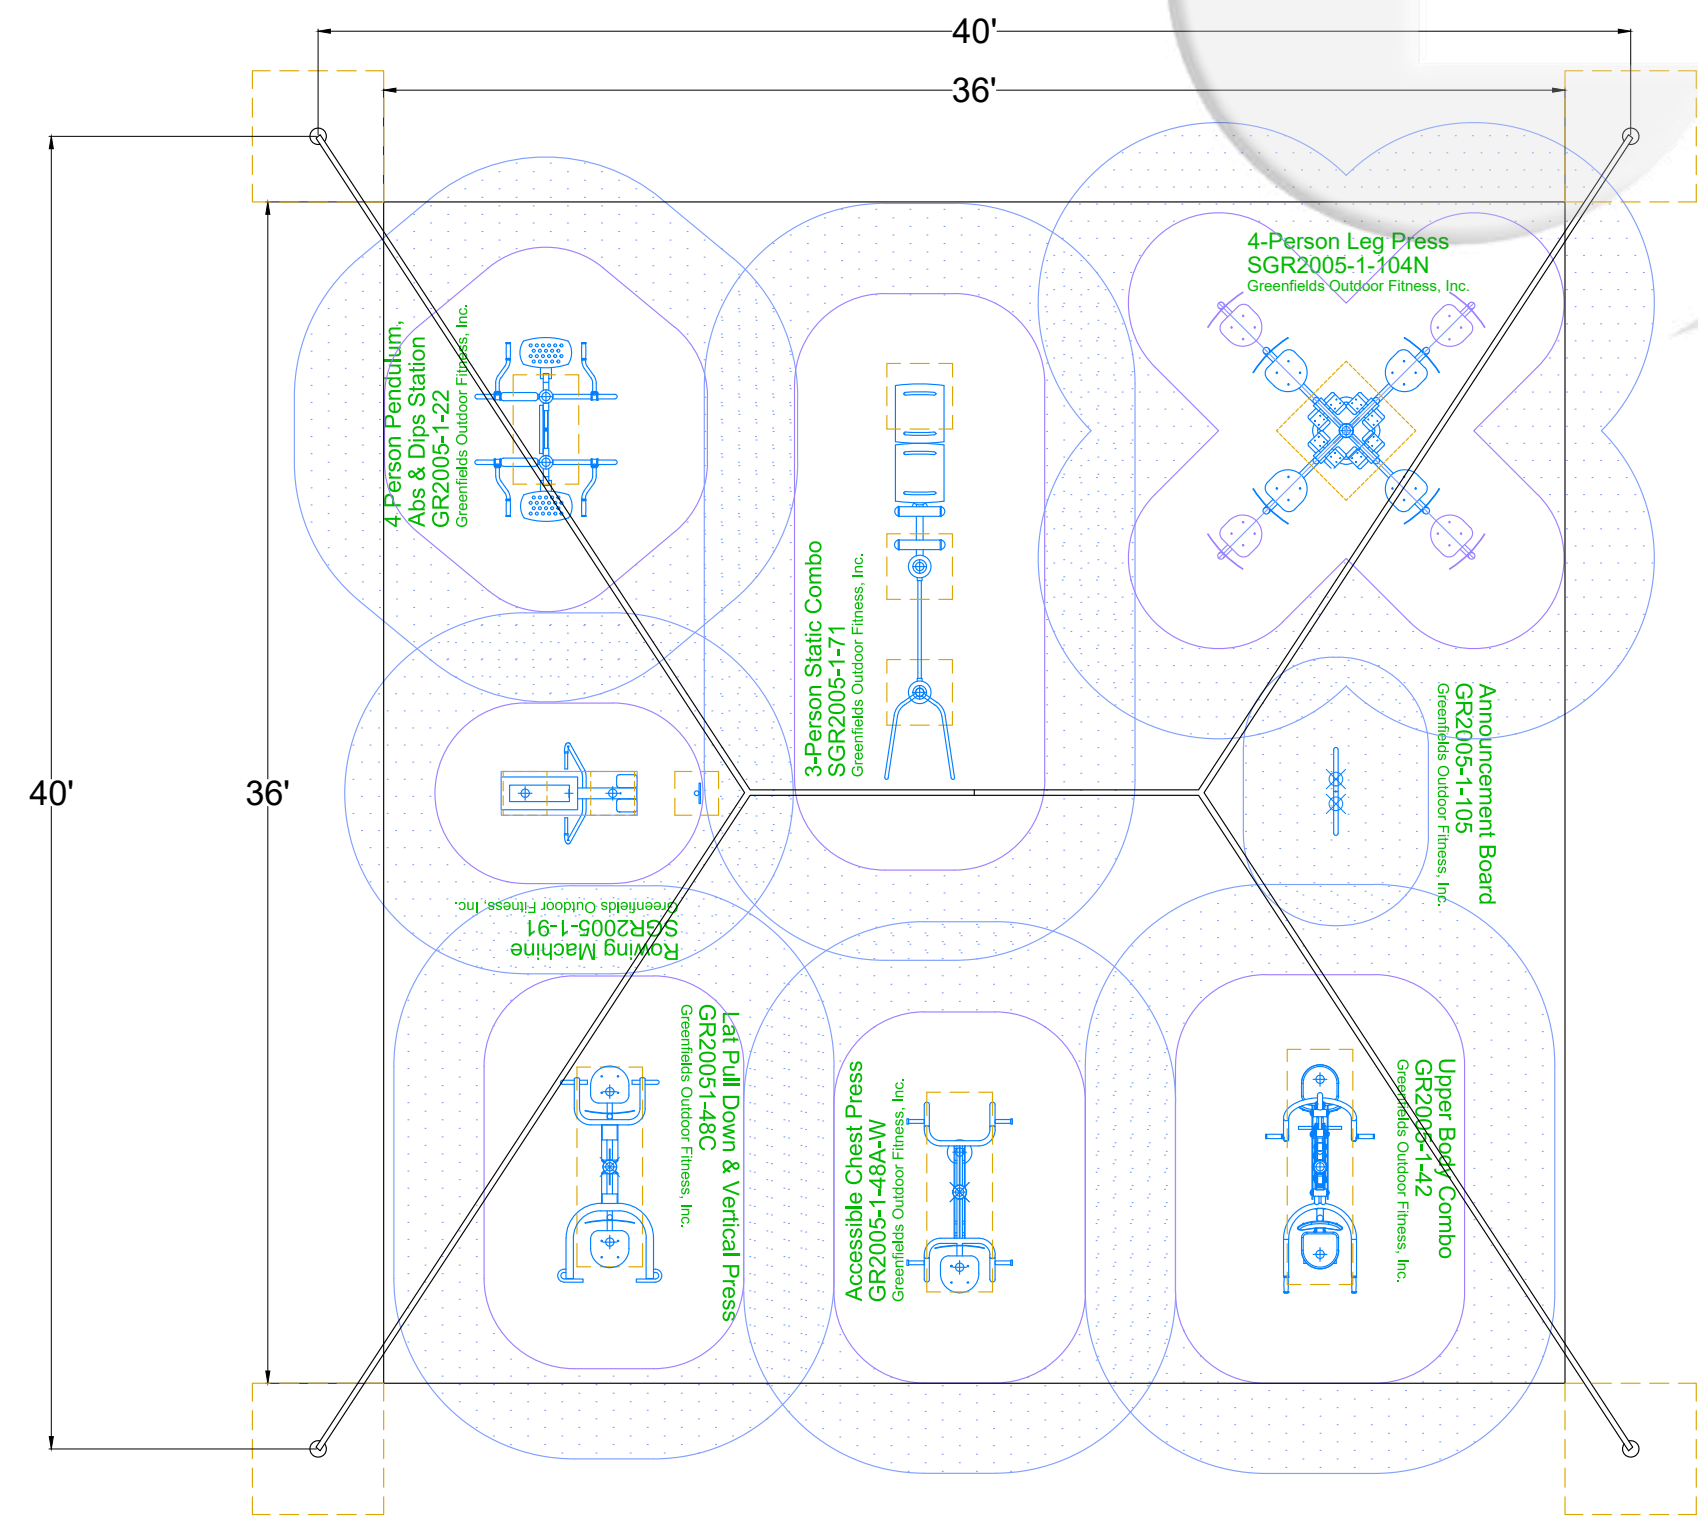 40'
36'
4-Person Leg Press
SGR2005-1-104N
Greenfields Outdoor Fitness, Inc.
4 Person Pendulum,
Abs & Dips Station
GR2005-1-22
Greenfields Outdoor Fitness, Inc.
3-Person Static Combo
SGR2005-1-71
Greenfields Outdoor Fitness, Inc.
40'
36'
Announcement Board
GR2005-1-105
Greenfields Outdoor Fitness, Inc.
Rowing Machine
SGR2005-1-91
Greenfields Outdoor Fitness, Inc.
Lat Pull Down & Vertical Press
GR20051-48C
Greenfields Outdoor Fitness, Inc.
Accessible Chest Press
GR2005-1-48A-W
Greenfields Outdoor Fitness, Inc.
Upper Body Combo
GR2005-1-42
Greenfields Outdoor Fitness, Inc.